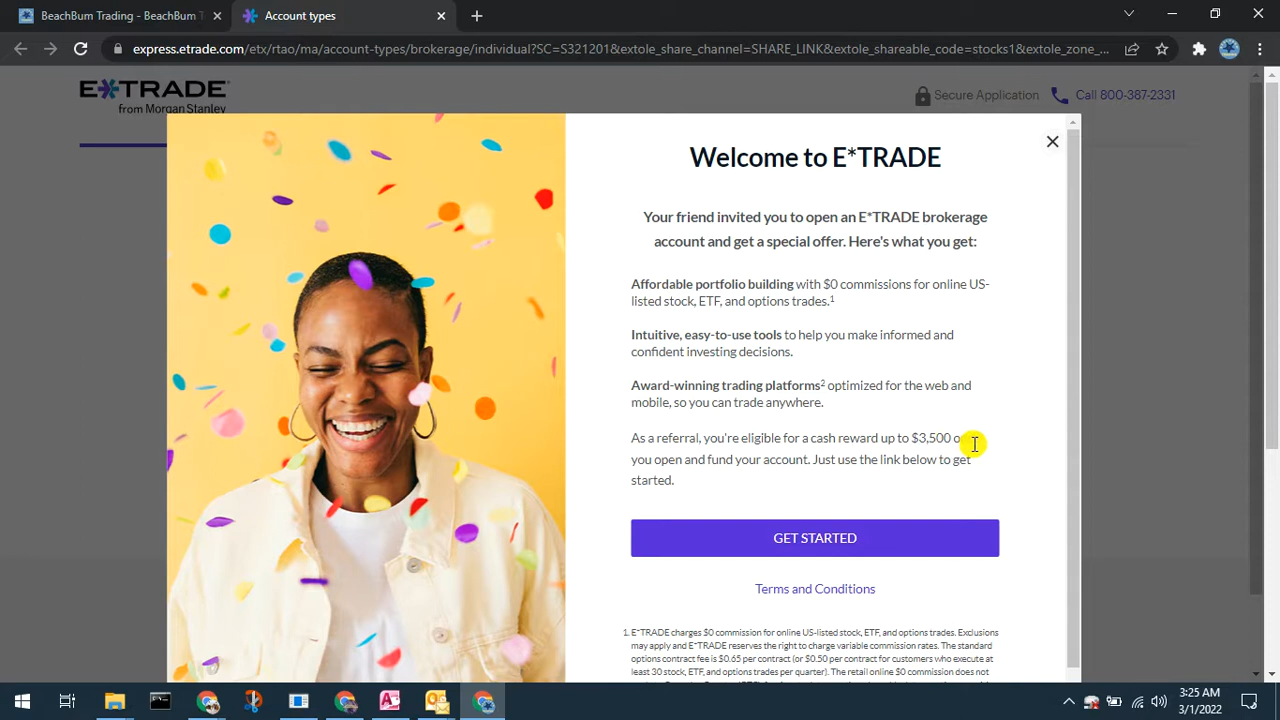 BeachBum Trading - BeachBum T
Account types
express.etrade.com/etx/rtao/ma/account-types/brokerage/individual?SC=S321201&extole_share_channel=SHARE_LINK&extole_shareable_code=stocks1&extole_zone_...
E*TRADE
from Morgan Stanley
Secure Application
Call 800-387-2331
Welcome to E*TRADE
Your friend invited you to open an E*TRADE brokerage
account and get a special offer. Here's what you get:
Affordable portfolio building with $0 commissions for online US-
listed stock, ETF, and options trades.1
Intuitive, easy-to-use tools to help you make informed and
confident investing decisions.
Award-winning trading platforms2 optimized for the web and
mobile, so you can trade anywhere.
As a referral, you're eligible for a cash reward up to $3,500
you open and fund your account. Just use the link below to get
started.
GET STARTED
Terms and Conditions
1. E*TRADE charges $0 commission for online US-listed stock, ETF, and options trades. Exclusions
may apply and E*TRADE reserves the right to charge variable commission rates. The standard
options contract fee is $0.65 per contract (or $0.50 per contract for customers who execute at
least 30 stock, ETF, and options trades per quarter). The retail online $0 commission does not
3:25 AM
3/1/2022